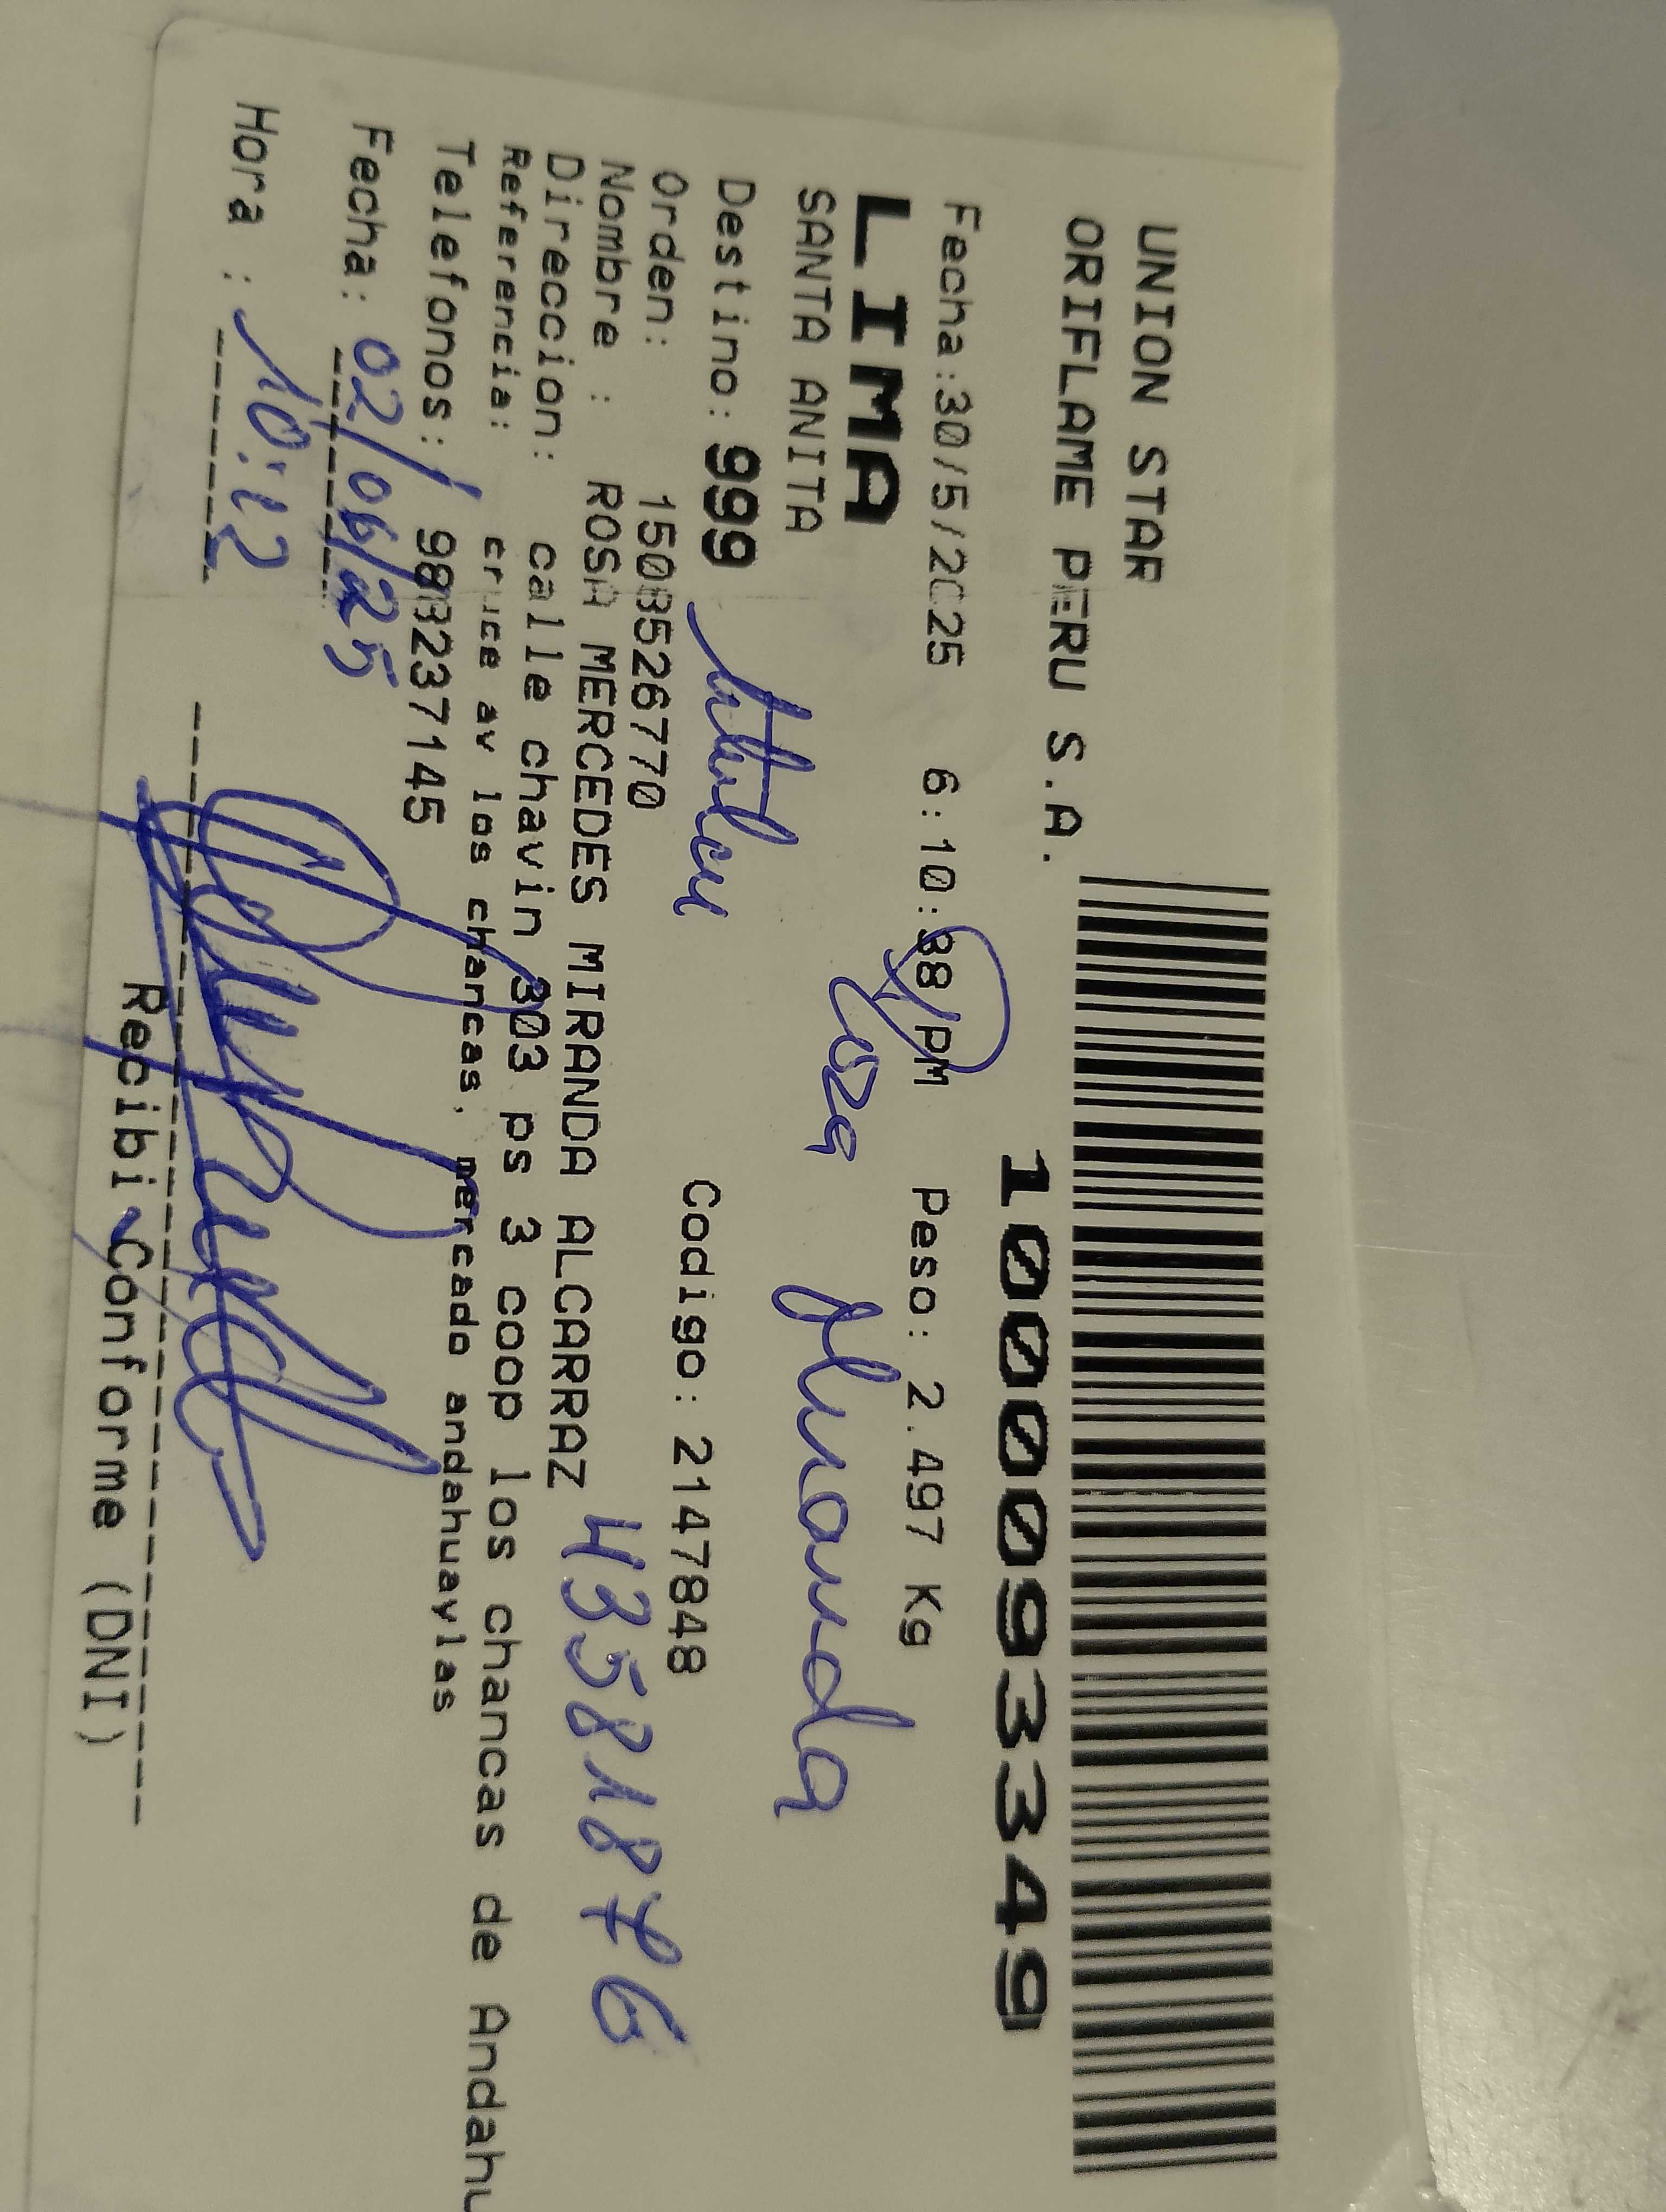 UNION STAR
ORIFLAME PERU S.A.
1000093349
Fecha:30/5/2025 6:10:38 PM Peso: 2.497 Kg
LIMA
SANTA ANITA
Roza Miranda
Destino: 999 titular
Codigo: 2147848
Orden: 1503526770
Nombre : ROSA MERCEDES MIRANDA ALCARRAZ 43581876
Direccion: calle chavin 303 ps 3 coop los chancas de Andahu
Referencia: cruce av los chancas, mercado andahuaylas
Telefonos: 983237145
Fecha: 02/06/25
Hora : 10:12
Recibi Conforme (DNI)